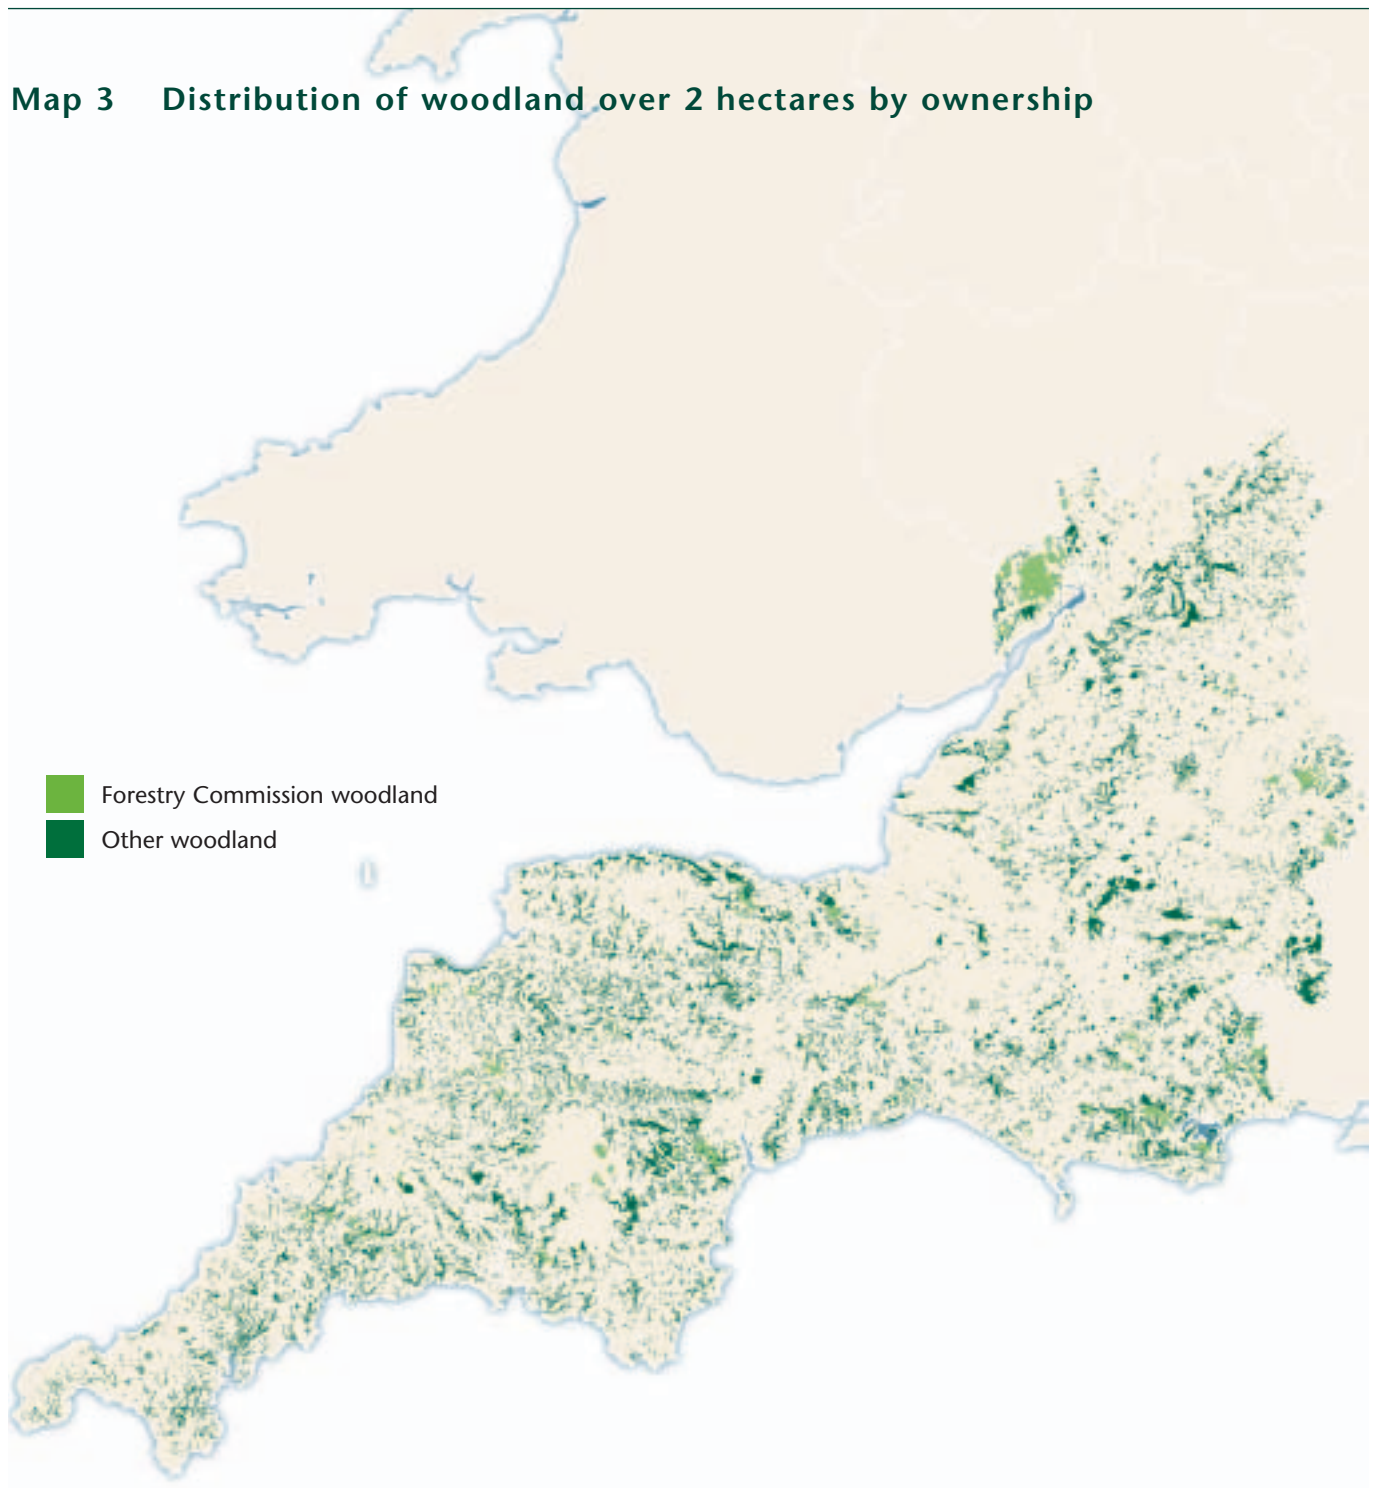 Map 3 Distribution of woodland over 2 hectares by ownership
Forestry Commission woodland
Other woodland